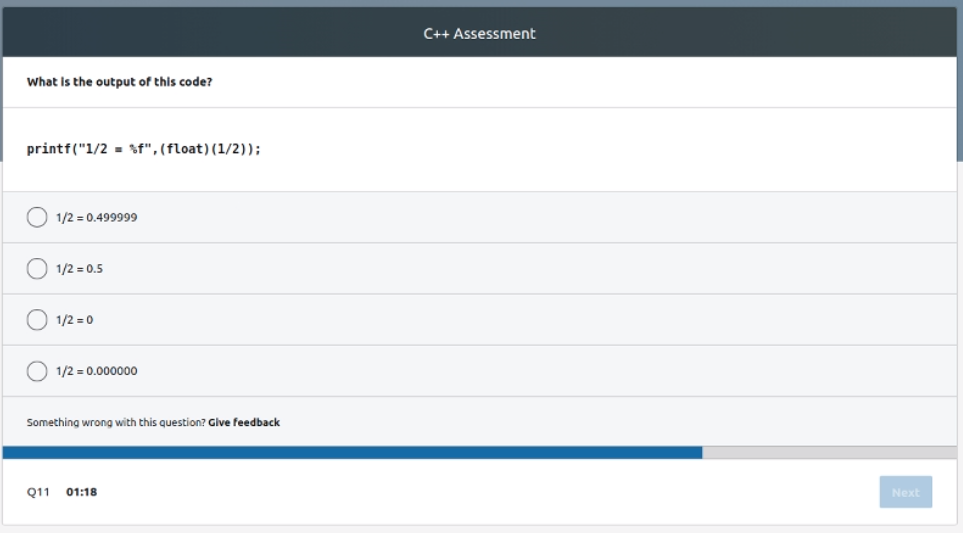 C++ Assessment
What is the output of this code?
printf("1/2 = %f",(float)(1/2));
1/2 = 0.499999
1/2 = 0.5
1/2 = 0
1/2 = 0.000000
Something wrong with this question? Give feedback
Q11 01:18
Next